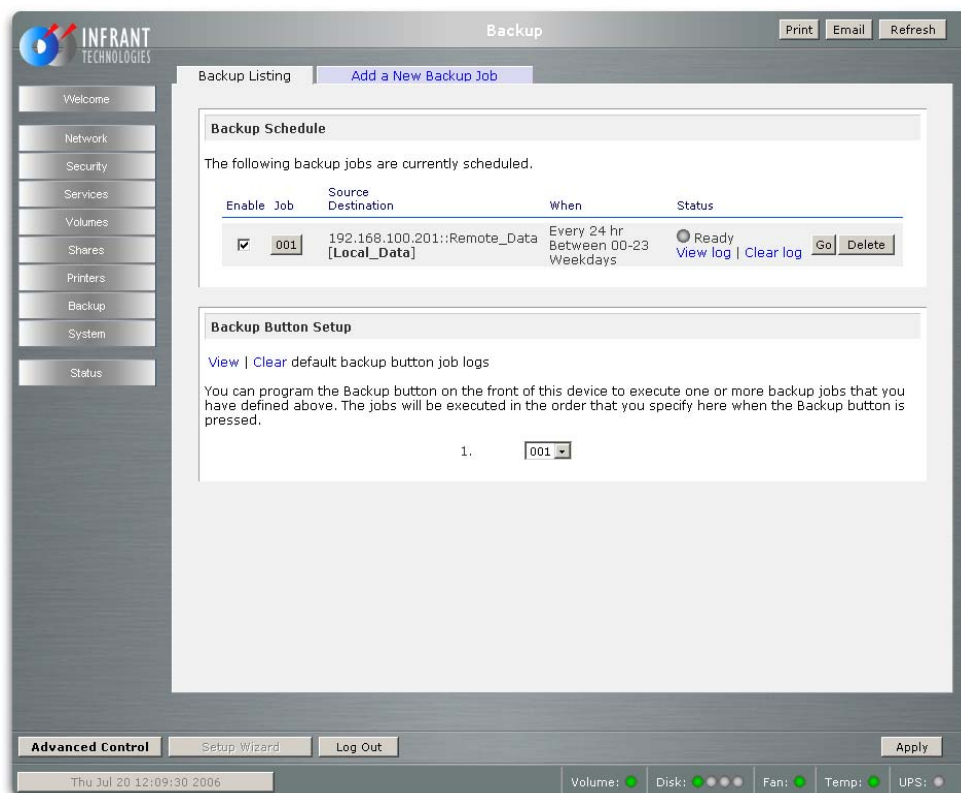 INFRANT
TECHNOLOGIES
Backup
Print
Email
Refresh
Backup Listing
Add a New Backup Job
Welcome
Network
Security
Services
Volumes
Shares
Printers
Backup
System
Status
Backup Schedule
The following backup jobs are currently scheduled.
Enable
Job
Source
Destination
When
Status
001
192.168.100.201::Remote_Data
[Local_Data]
Every 24 hr
Between 00-23
Weekdays
Ready
View log | Clear log
Go
Delete
Backup Button Setup
View | Clear default backup button job logs
You can program the Backup button on the front of this device to execute one or more backup jobs that you
have defined above. The jobs will be executed in the order that you specify here when the Backup button is
pressed.
1.
001
Advanced Control
Setup Wizard
Log Out
Apply
Thu Jul 20 12:09:30 2006
Volume:
Disk:
Fan:
Temp:
UPS: